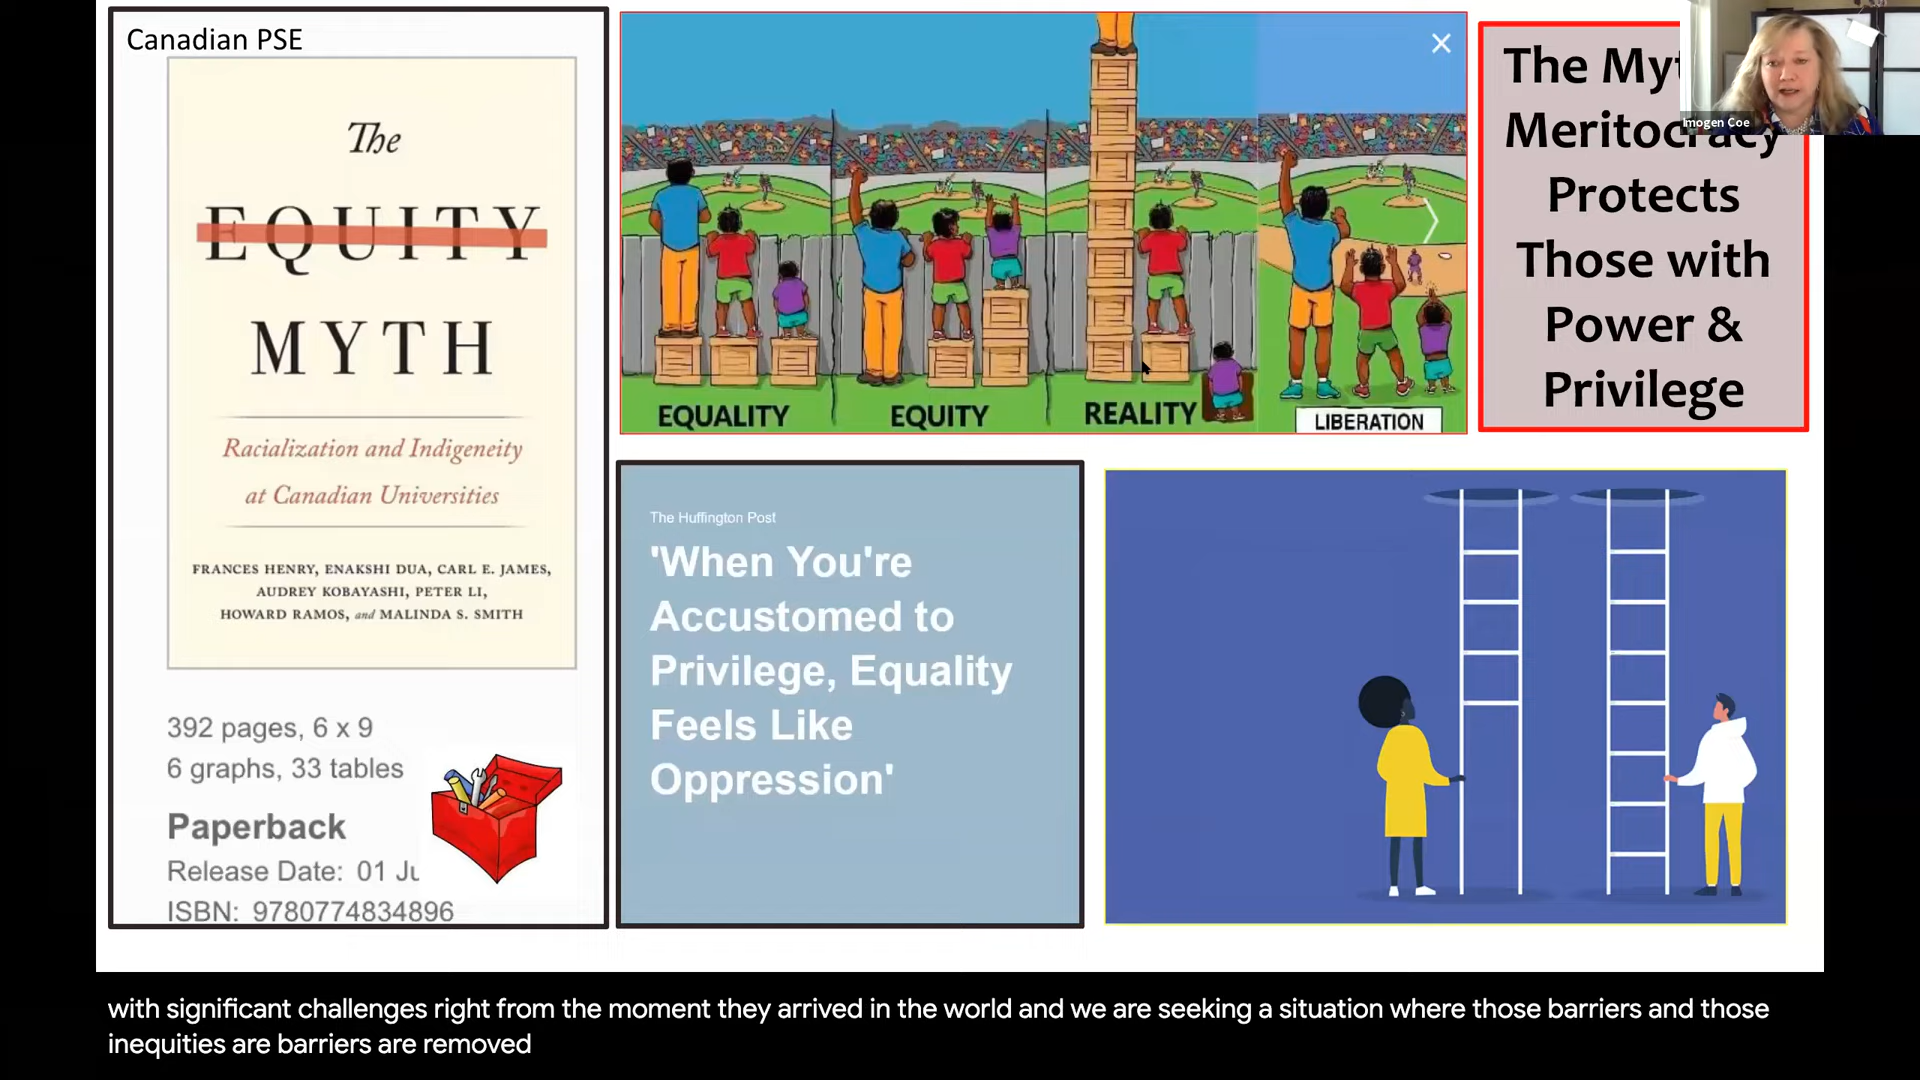 Canadian PSE
The
EQUITY
MYTH
Racialization and Indigeneity
at Canadian Universities
FRANCES HENRY, ENAKSHI DUA, CARL E. JAMES,
AUDREY KOBAYASHI, PETER LI,
HOWARD RAMOS, and MALINDA S. SMITH
392 pages, 6 x 9
6 graphs, 33 tables
Paperback
Release Date: 01 Ju
ISBN: 9780774834896
EQUALITY
EQUITY
REALITY
LIBERATION
The Huffington Post
'When You're
Accustomed to
Privilege, Equality
Feels Like
Oppression'
The My
Meritocracy
Protects
Those with
Power &
Privilege
Imogen Coe
with significant challenges right from the moment they arrived in the world and we are seeking a situation where those barriers and those
inequities are barriers are removed